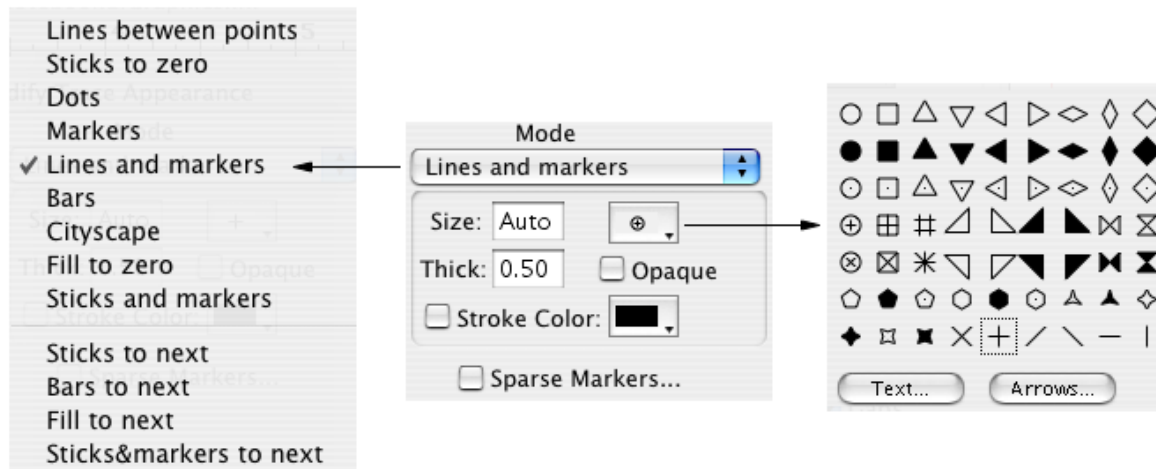 Lines between points
Sticks to zero
Dots
Markers
✓ Lines and markers
Bars
Cityscape
Fill to zero
Sticks and markers
Sticks to next
Bars to next
Fill to next
Sticks&markers to next
Mode
Lines and markers
Size: Auto
Thick: 0.50
Opaque
Stroke Color:
Sparse Markers...
Text...
Arrows...